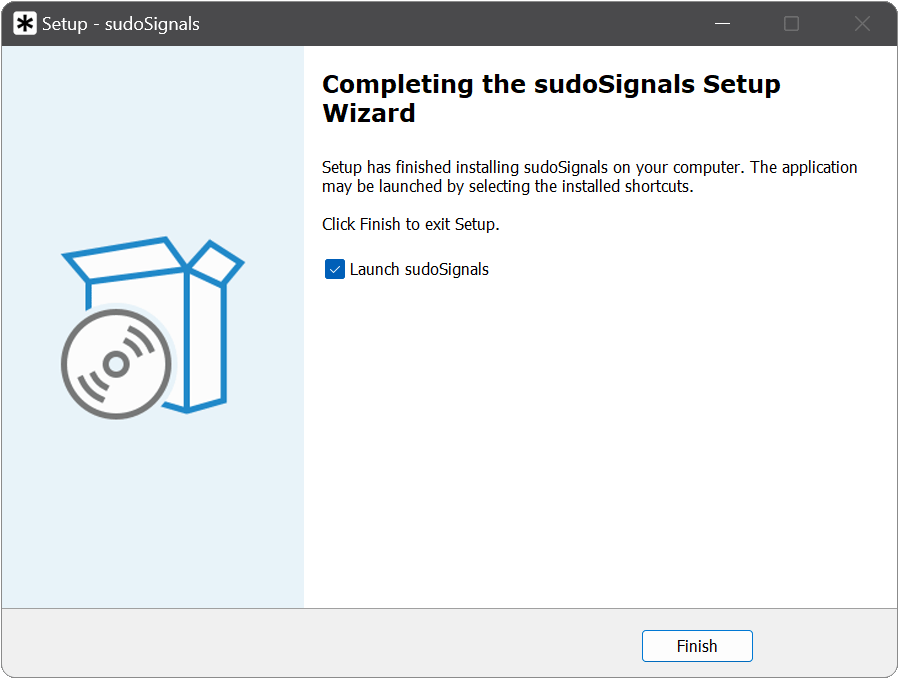 Setup - sudoSignals
Completing the sudoSignals Setup
Wizard
Setup has finished installing sudoSignals on your computer. The application
may be launched by selecting the installed shortcuts.
Click Finish to exit Setup.
Launch sudoSignals
Finish